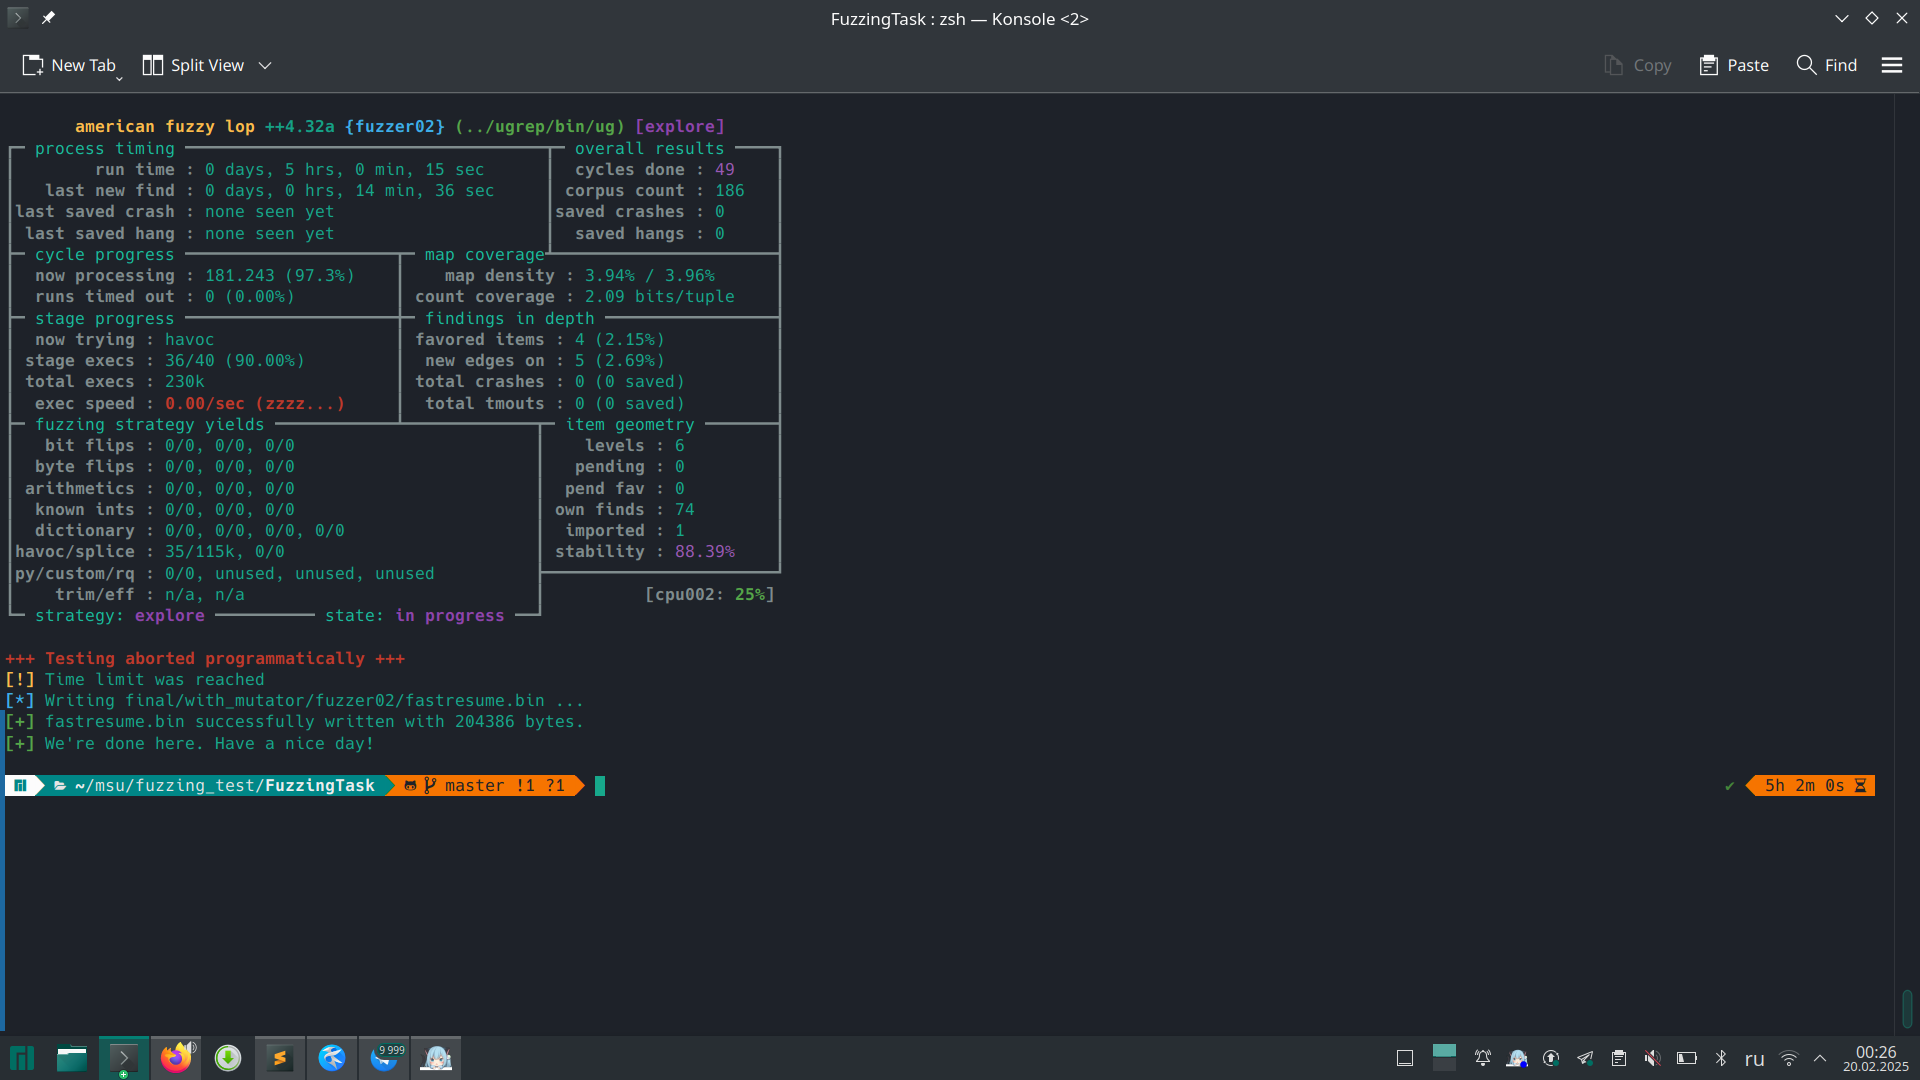 FuzzingTask : zsh — Konsole <2>
New Tab Split View Copy Paste Find
american fuzzy lop ++4.32a {fuzzer02} (../ugrep/bin/ug) [explore]
process timing overall results
run time : 0 days, 5 hrs, 0 min, 15 sec cycles done : 49
last new find : 0 days, 0 hrs, 14 min, 36 sec corpus count : 186
last saved crash : none seen yet saved crashes : 0
last saved hang : none seen yet saved hangs : 0
cycle progress map coverage
now processing : 181.243 (97.3%) map density : 3.94% / 3.96%
runs timed out : 0 (0.00%) count coverage : 2.09 bits/tuple
stage progress findings in depth
now trying : havoc favored items : 4 (2.15%)
stage execs : 36/40 (90.00%) new edges on : 5 (2.69%)
total execs : 230k total crashes : 0 (0 saved)
exec speed : 0.00/sec (zzzz...) total tmouts : 0 (0 saved)
fuzzing strategy yields item geometry
bit flips : 0/0, 0/0, 0/0 levels : 6
byte flips : 0/0, 0/0, 0/0 pending : 0
arithmetics : 0/0, 0/0, 0/0 pend fav : 0
known ints : 0/0, 0/0, 0/0 own finds : 74
dictionary : 0/0, 0/0, 0/0, 0/0 imported : 1
havoc/splice : 35/115k, 0/0 stability : 88.39%
py/custom/rq : 0/0, unused, unused, unused
trim/eff : n/a, n/a [cpu002: 25%]
strategy: explore state: in progress
+++ Testing aborted programmatically +++
[!] Time limit was reached
[*] Writing final/with_mutator/fuzzer02/fastresume.bin ...
[+] fastresume.bin successfully written with 204386 bytes.
[+] We're done here. Have a nice day!
~/msu/fuzzing_test/FuzzingTask master !1 ?1 ✔ 5h 2m 0s
9 999 ru 00:26
20.02.2025